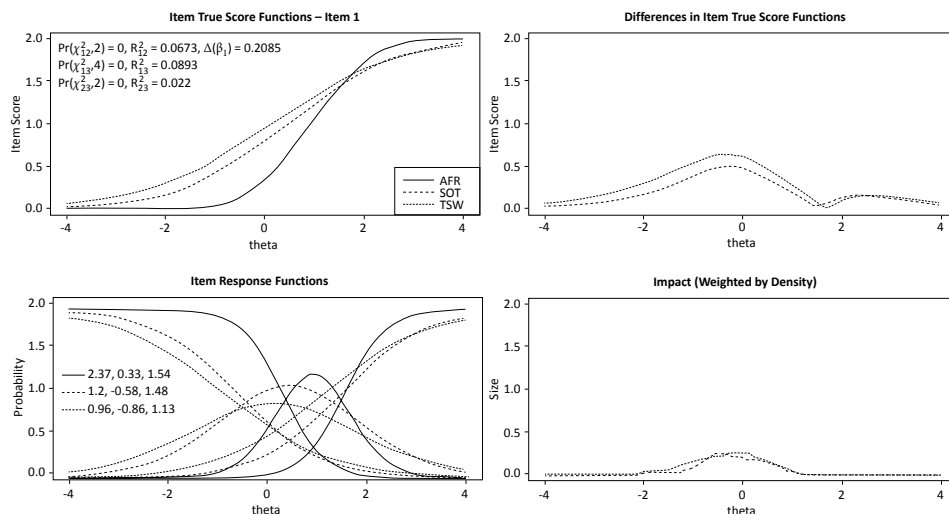 Item True Score Functions – Item 1
Item Score
2.0
1.5
1.0
0.5
0.0
Pr(χ²₁₂,2) = 0, R²₁₂ = 0.0673, Δ(β₁) = 0.2085
Pr(χ²₁₃,4) = 0, R²₁₃ = 0.0893
Pr(χ²₂₃,2) = 0, R²₂₃ = 0.022
AFR
SOT
TSW
-4 -2 0 2 4
theta
Differences in Item True Score Functions
Item Score
2.0
1.5
1.0
0.5
0.0
-4 -2 0 2 4
theta
Item Response Functions
Probability
2.0
1.5
1.0
0.5
0.0
2.37, 0.33, 1.54
1.2, -0.58, 1.48
0.96, -0.86, 1.13
-4 -2 0 2 4
theta
Impact (Weighted by Density)
Size
2.0
1.5
1.0
0.5
0.0
-4 -2 0 2 4
theta